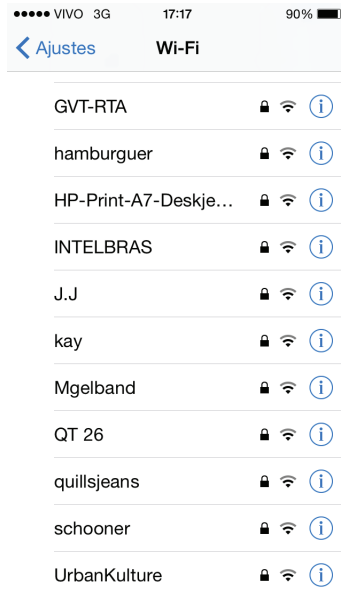 VIVO 3G 17:17 90%
Ajustes Wi-Fi
GVT-RTA
hamburguer
HP-Print-A7-Deskje...
INTELBRAS
J.J
kay
Mgelband
QT 26
quillsjeans
schooner
UrbanKulture